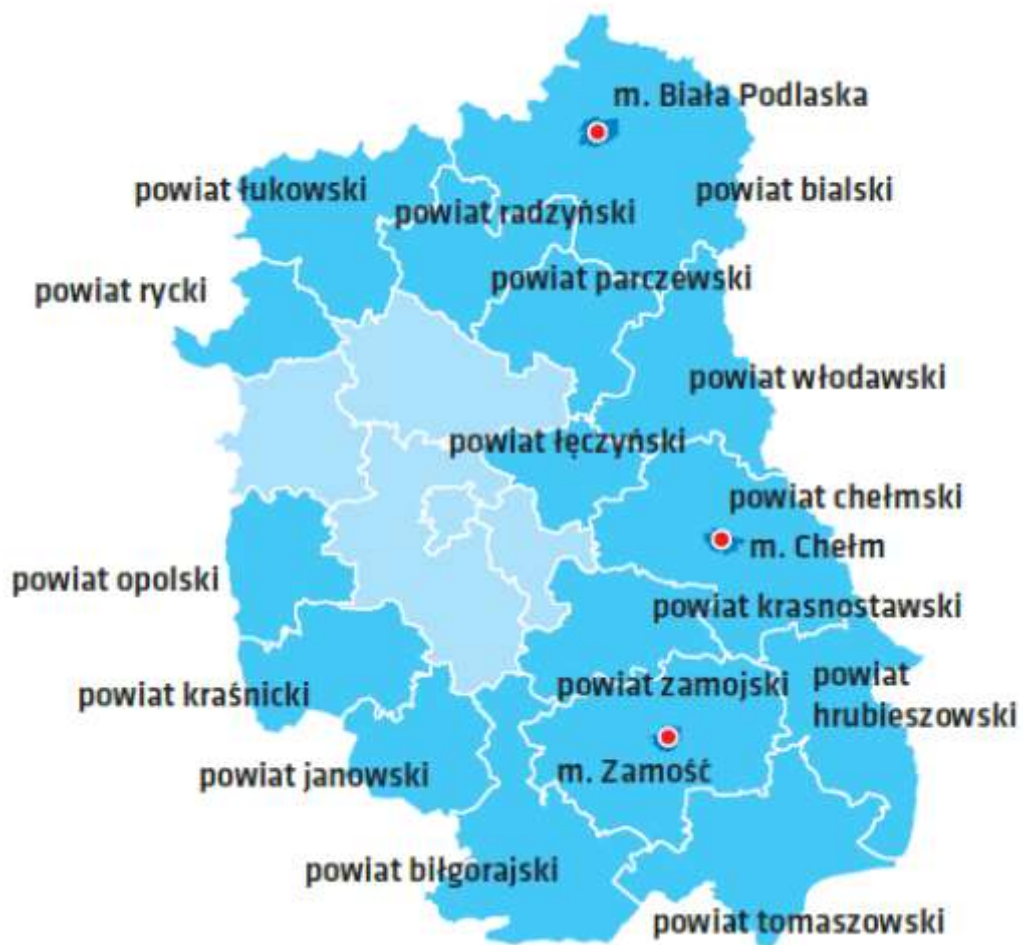 m. Biała Podlaska
powiat łukowski
powiat bialski
powiat radzyński
powiat parczewski
powiat rycki
powiat włodawski
powiat łęczyński
powiat chełmski
m. Chełm
powiat opolski
powiat krasnostawski
powiat zamojski
powiat
hrubieszowski
powiat kraśnicki
m. Zamość
powiat janowski
powiat biłgorajski
powiat tomaszowski